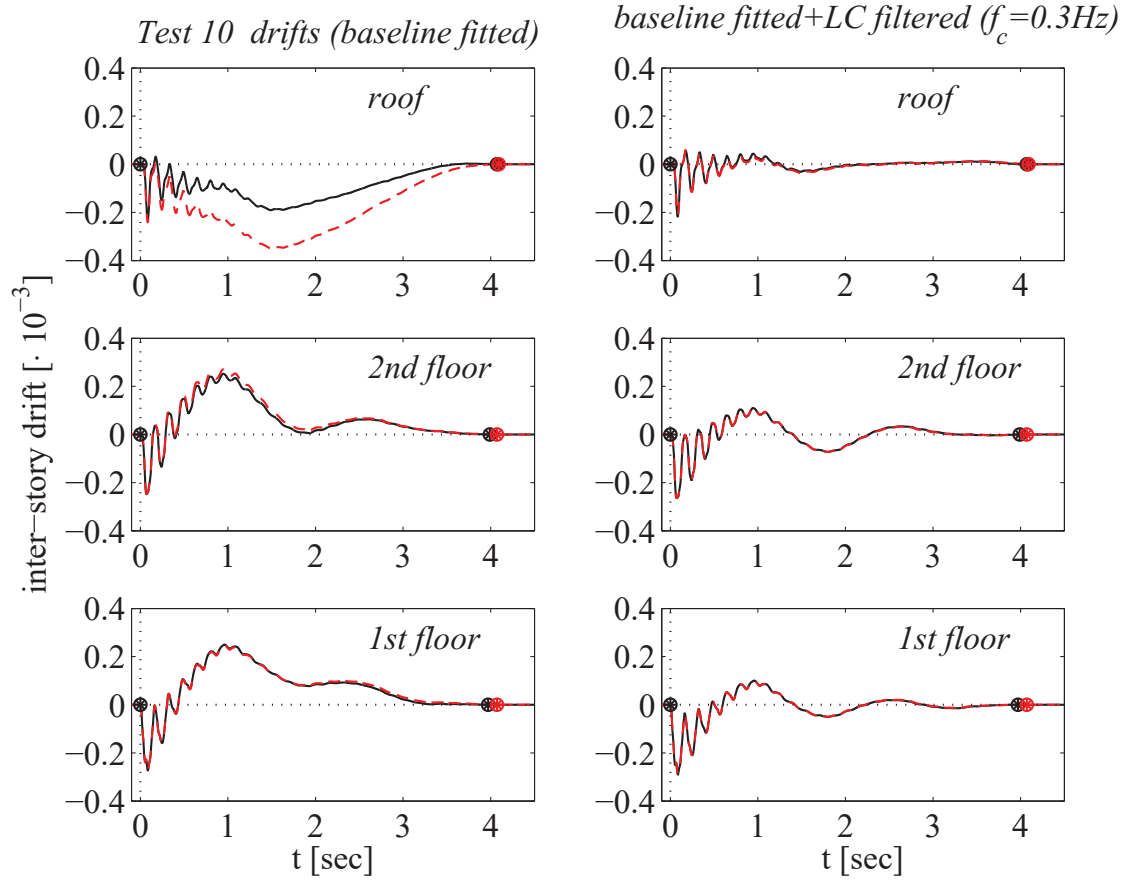 Test 10 drifts (baseline fitted)
baseline fitted+LC filtered (f_c=0.3Hz)
inter−story drift [· 10^−3]
roof
0.4
0.2
0
−0.2
−0.4
0 1 2 3 4
roof
0.4
0.2
0
−0.2
−0.4
0 1 2 3 4
2nd floor
0.4
0.2
0
−0.2
−0.4
0 1 2 3 4
2nd floor
0.4
0.2
0
−0.2
−0.4
0 1 2 3 4
1st floor
0.4
0.2
0
−0.2
−0.4
0 1 2 3 4
t [sec]
1st floor
0.4
0.2
0
−0.2
−0.4
0 1 2 3 4
t [sec]